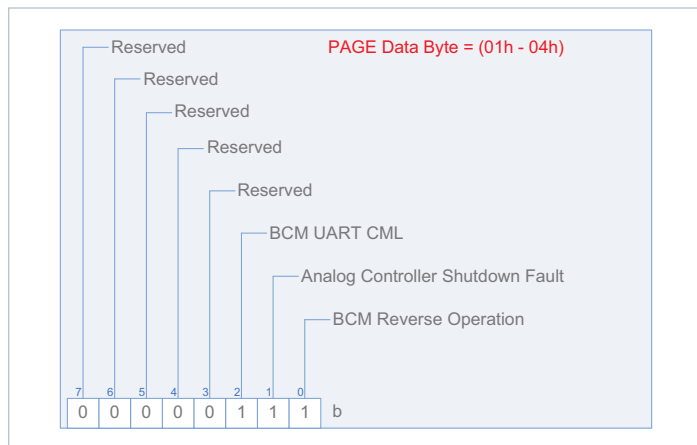 Reserved PAGE Data Byte = (01h - 04h)
Reserved
Reserved
Reserved
Reserved
BCM UART CML
Analog Controller Shutdown Fault
BCM Reverse Operation
7 6 5 4 3 2 1 0
0 0 0 0 0 1 1 1 b